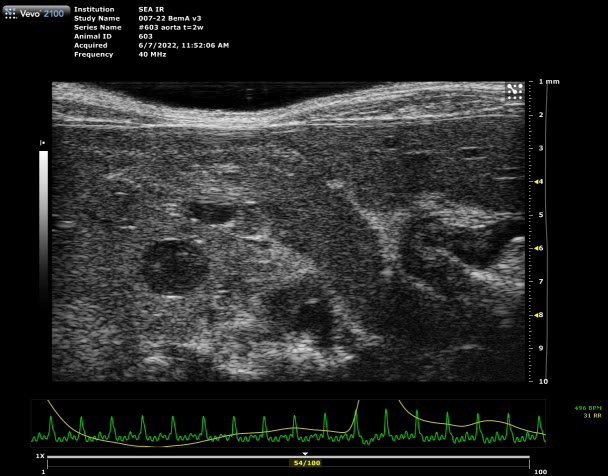 Vevo 2100
Institution SEA IR
Study Name 007-22 BemA v3
Series Name #603 aorta t=2w
Animal ID 603
Acquired 6/7/2022, 11:52:06 AM
Frequency 40 MHz
1 mm
2
3
4
5
6
7
8
9
10
496 BPM
31 RR
1X
54/100
1
100